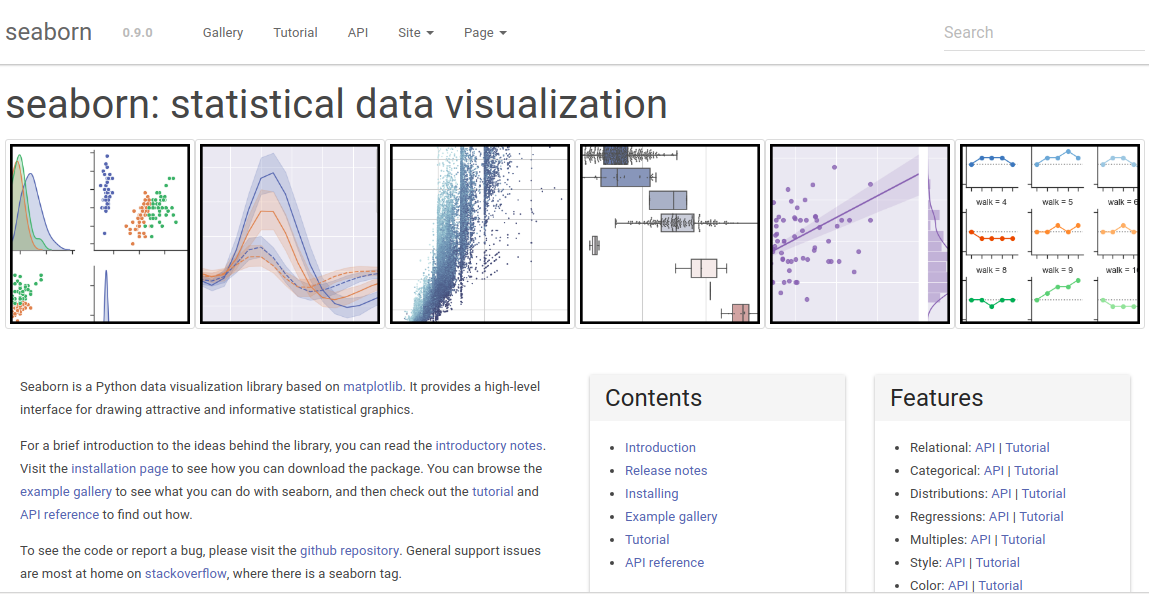 seaborn 0.9.0 Gallery Tutorial API Site Page Search
seaborn: statistical data visualization
walk = 4 walk = 5 walk = 6
walk = 8 walk = 9
Seaborn is a Python data visualization library based on matplotlib. It provides a high-level
interface for drawing attractive and informative statistical graphics.
For a brief introduction to the ideas behind the library, you can read the introductory notes.
Visit the installation page to see how you can download the package. You can browse the
example gallery to see what you can do with seaborn, and then check out the tutorial and
API reference to find out how.
To see the code or report a bug, please visit the github repository. General support issues
are most at home on stackoverflow, where there is a seaborn tag.
Contents
Introduction
Release notes
Installing
Example gallery
Tutorial
API reference
Features
Relational: API | Tutorial
Categorical: API | Tutorial
Distributions: API | Tutorial
Regressions: API | Tutorial
Multiples: API | Tutorial
Style: API | Tutorial
Color: API | Tutorial